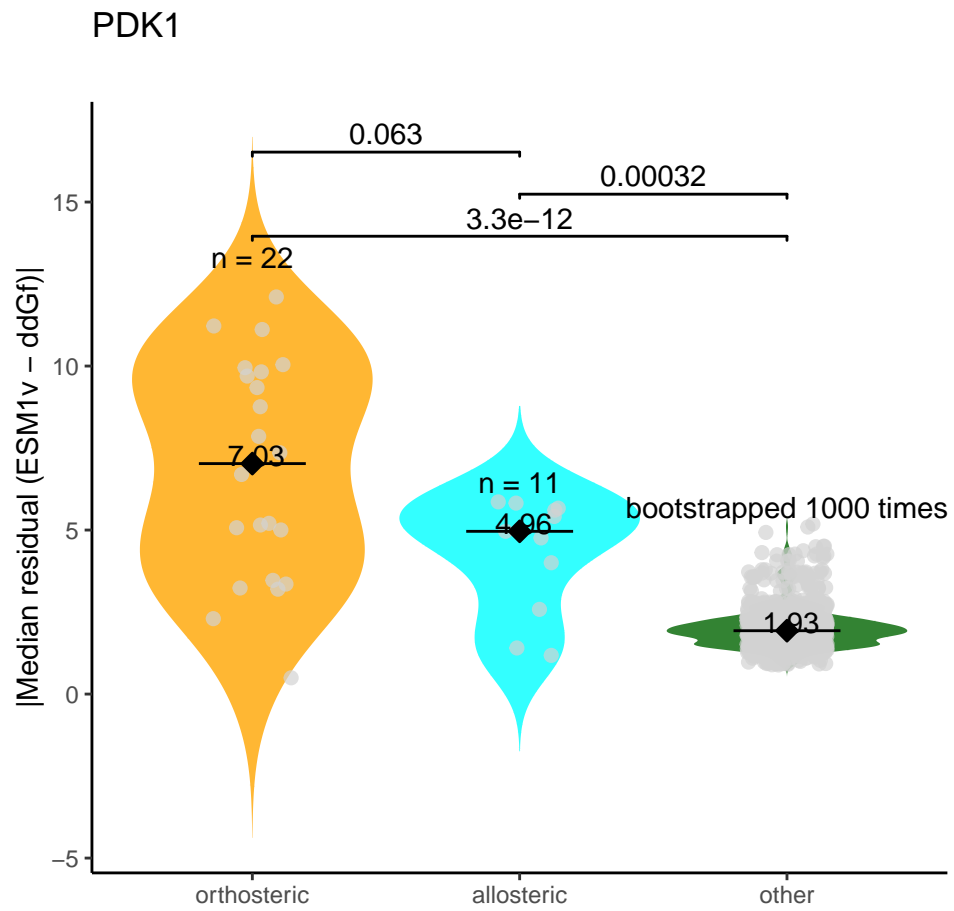 PDK1
|Median residual (ESM1v − ddGf)|
15
10
5
0
−5
0.063
0.00032
3.3e−12
n = 22
n = 11
bootstrapped 1000 times
7.03
4.96
1.93
orthosteric
allosteric
other